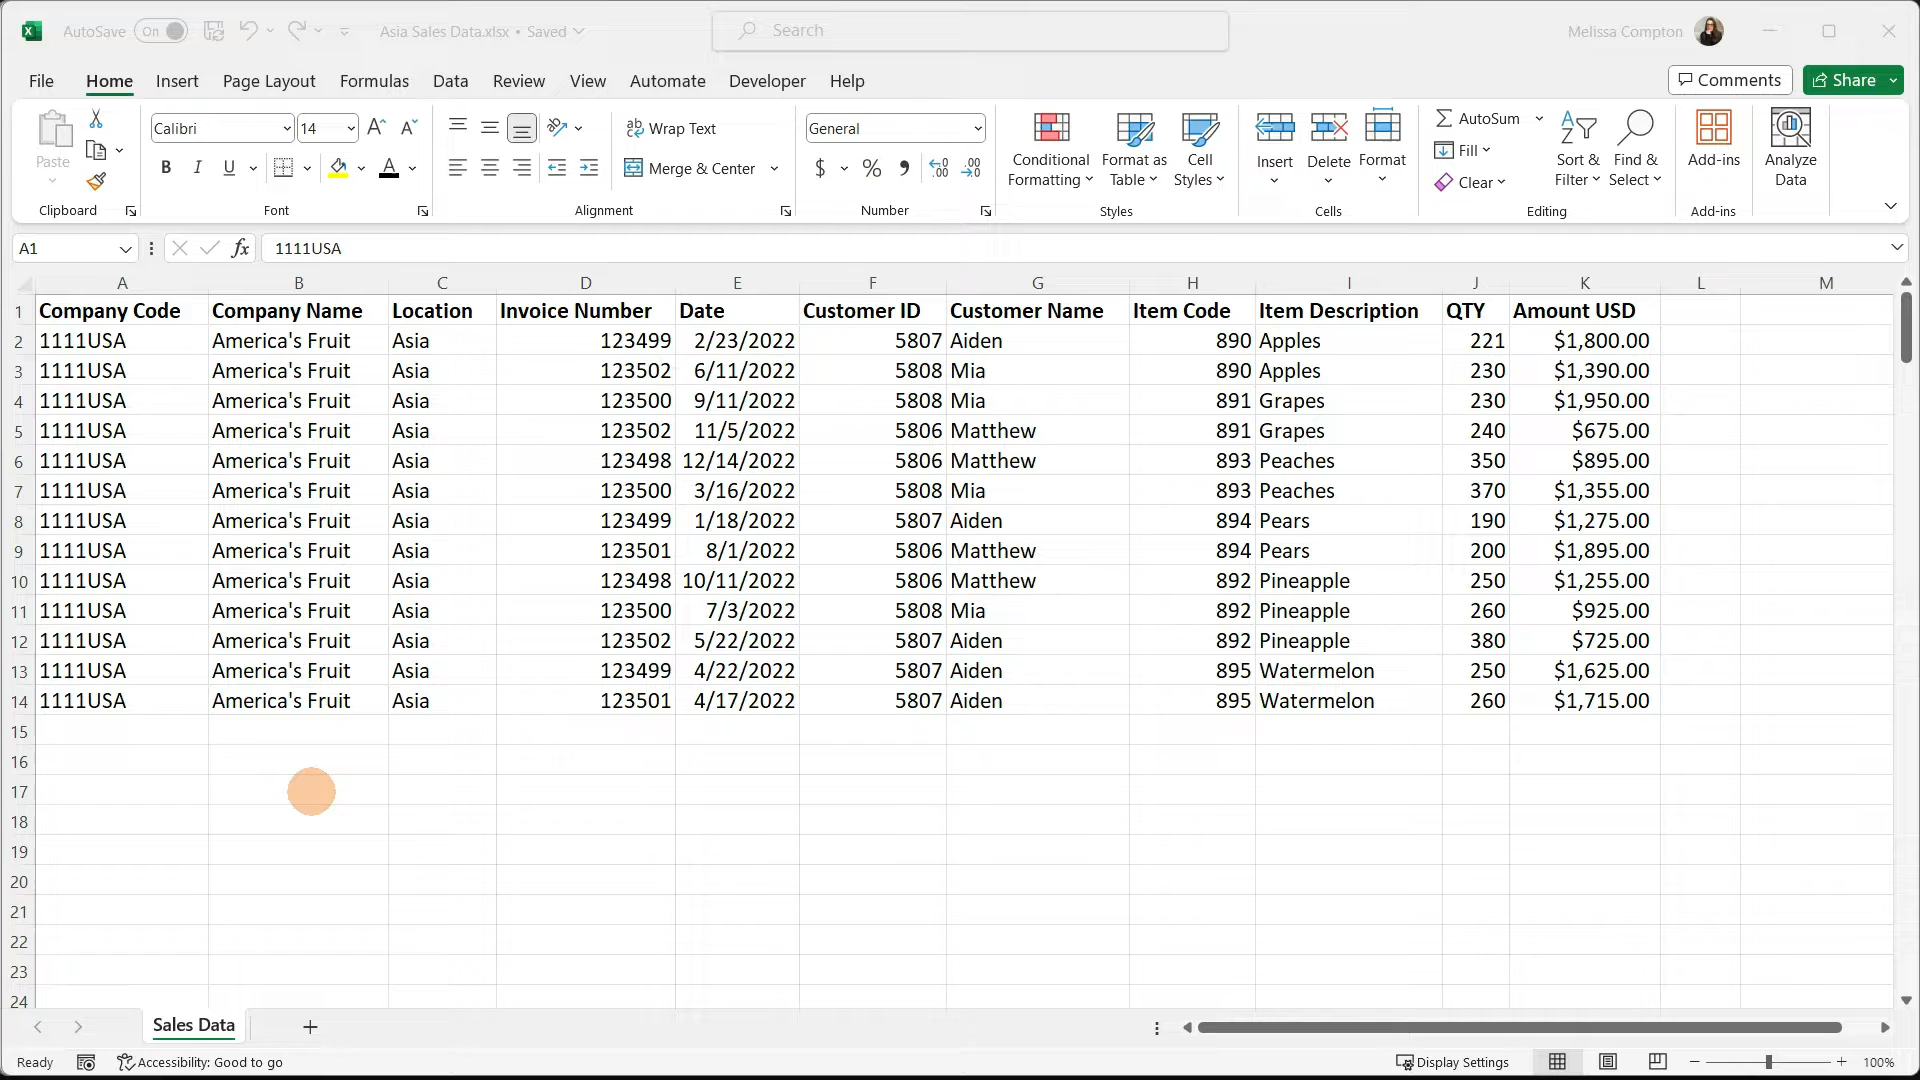 AutoSave On Asia Sales Data.xlsx • Saved Search Melissa Compton
File Home Insert Page Layout Formulas Data Review View Automate Developer Help Comments Share
Paste
Clipboard
Calibri 14
B I U A
Font
Wrap Text
Merge & Center
Alignment
General
$ % 9 .00 .00
Number
Conditional Formatting
Format as Table
Cell Styles
Styles
Insert Delete Format
Cells
AutoSum
Fill
Clear
Sort & Filter
Find & Select
Editing
Add-ins
Add-ins
Analyze Data
A1 fx 1111USA
A B C D E F G H I J K L M
1 Company Code Company Name Location Invoice Number Date Customer ID Customer Name Item Code Item Description QTY Amount USD
2 1111USA America's Fruit Asia 123499 2/23/2022 5807 Aiden 890 Apples 221 $1,800.00
3 1111USA America's Fruit Asia 123502 6/11/2022 5808 Mia 890 Apples 230 $1,390.00
4 1111USA America's Fruit Asia 123500 9/11/2022 5808 Mia 891 Grapes 230 $1,950.00
5 1111USA America's Fruit Asia 123502 11/5/2022 5806 Matthew 891 Grapes 240 $675.00
6 1111USA America's Fruit Asia 123498 12/14/2022 5806 Matthew 893 Peaches 350 $895.00
7 1111USA America's Fruit Asia 123500 3/16/2022 5808 Mia 893 Peaches 370 $1,355.00
8 1111USA America's Fruit Asia 123499 1/18/2022 5807 Aiden 894 Pears 190 $1,275.00
9 1111USA America's Fruit Asia 123501 8/1/2022 5806 Matthew 894 Pears 200 $1,895.00
10 1111USA America's Fruit Asia 123498 10/11/2022 5806 Matthew 892 Pineapple 250 $1,255.00
11 1111USA America's Fruit Asia 123500 7/3/2022 5808 Mia 892 Pineapple 260 $925.00
12 1111USA America's Fruit Asia 123502 5/22/2022 5807 Aiden 892 Pineapple 380 $725.00
13 1111USA America's Fruit Asia 123499 4/22/2022 5807 Aiden 895 Watermelon 250 $1,625.00
14 1111USA America's Fruit Asia 123501 4/17/2022 5807 Aiden 895 Watermelon 260 $1,715.00
15
16
17
18
19
20
21
22
23
24
Sales Data
Ready Accessibility: Good to go Display Settings 100%